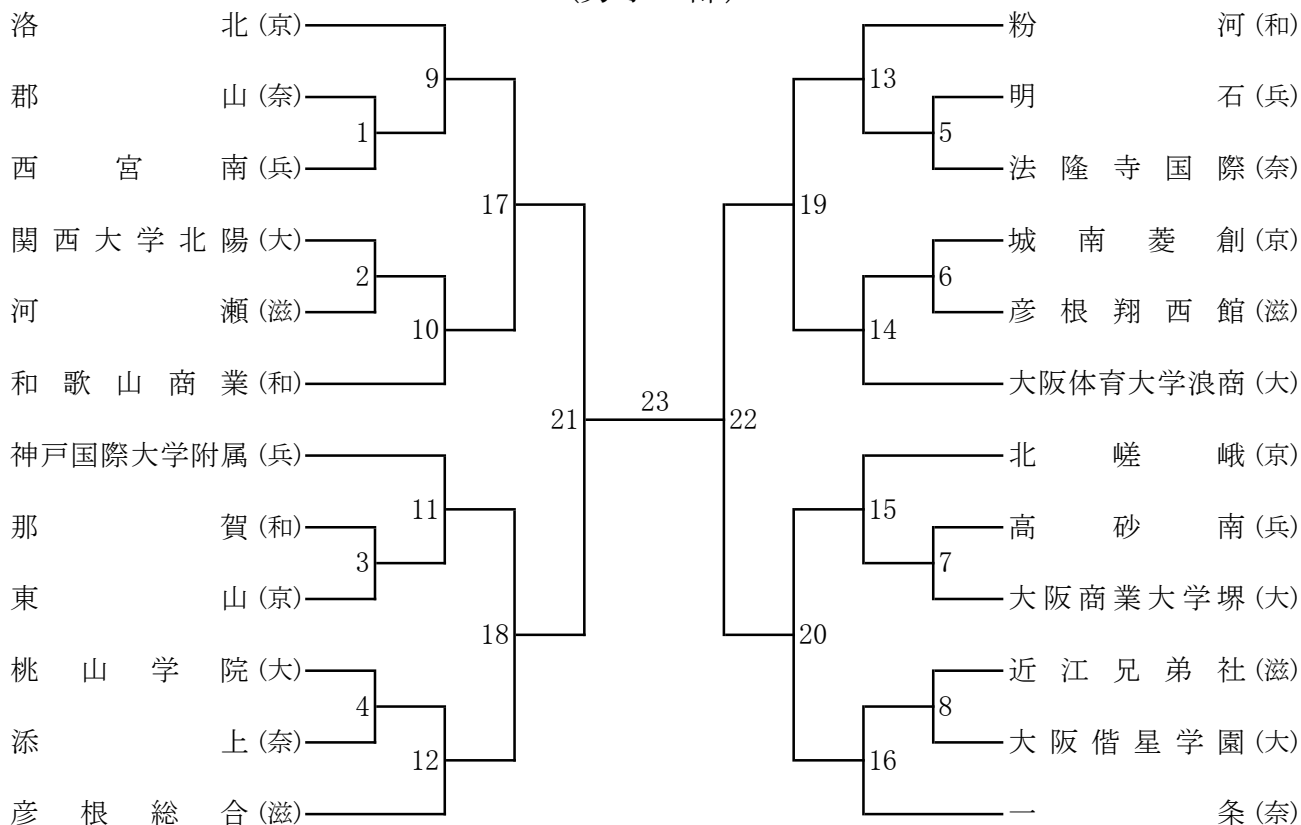 洛北(京)
9
郡山(奈)
1
西宮南(兵)
17
関西大学北陽(大)
2
河瀬(滋)
10
和歌山商業(和)
21
神戸国際大学附属(兵)
11
那賀(和)
3
東山(京)
18
桃山学院(大)
4
添上(奈)
12
彦根総合(滋)
23
粉河(和)
13
明石(兵)
5
法隆寺国際(奈)
19
城南菱創(京)
6
彦根翔西館(滋)
14
大阪体育大学浪商(大)
22
北嵯峨(京)
15
高砂南(兵)
7
大阪商業大学堺(大)
20
近江兄弟社(滋)
8
大阪偕星学園(大)
16
一条(奈)